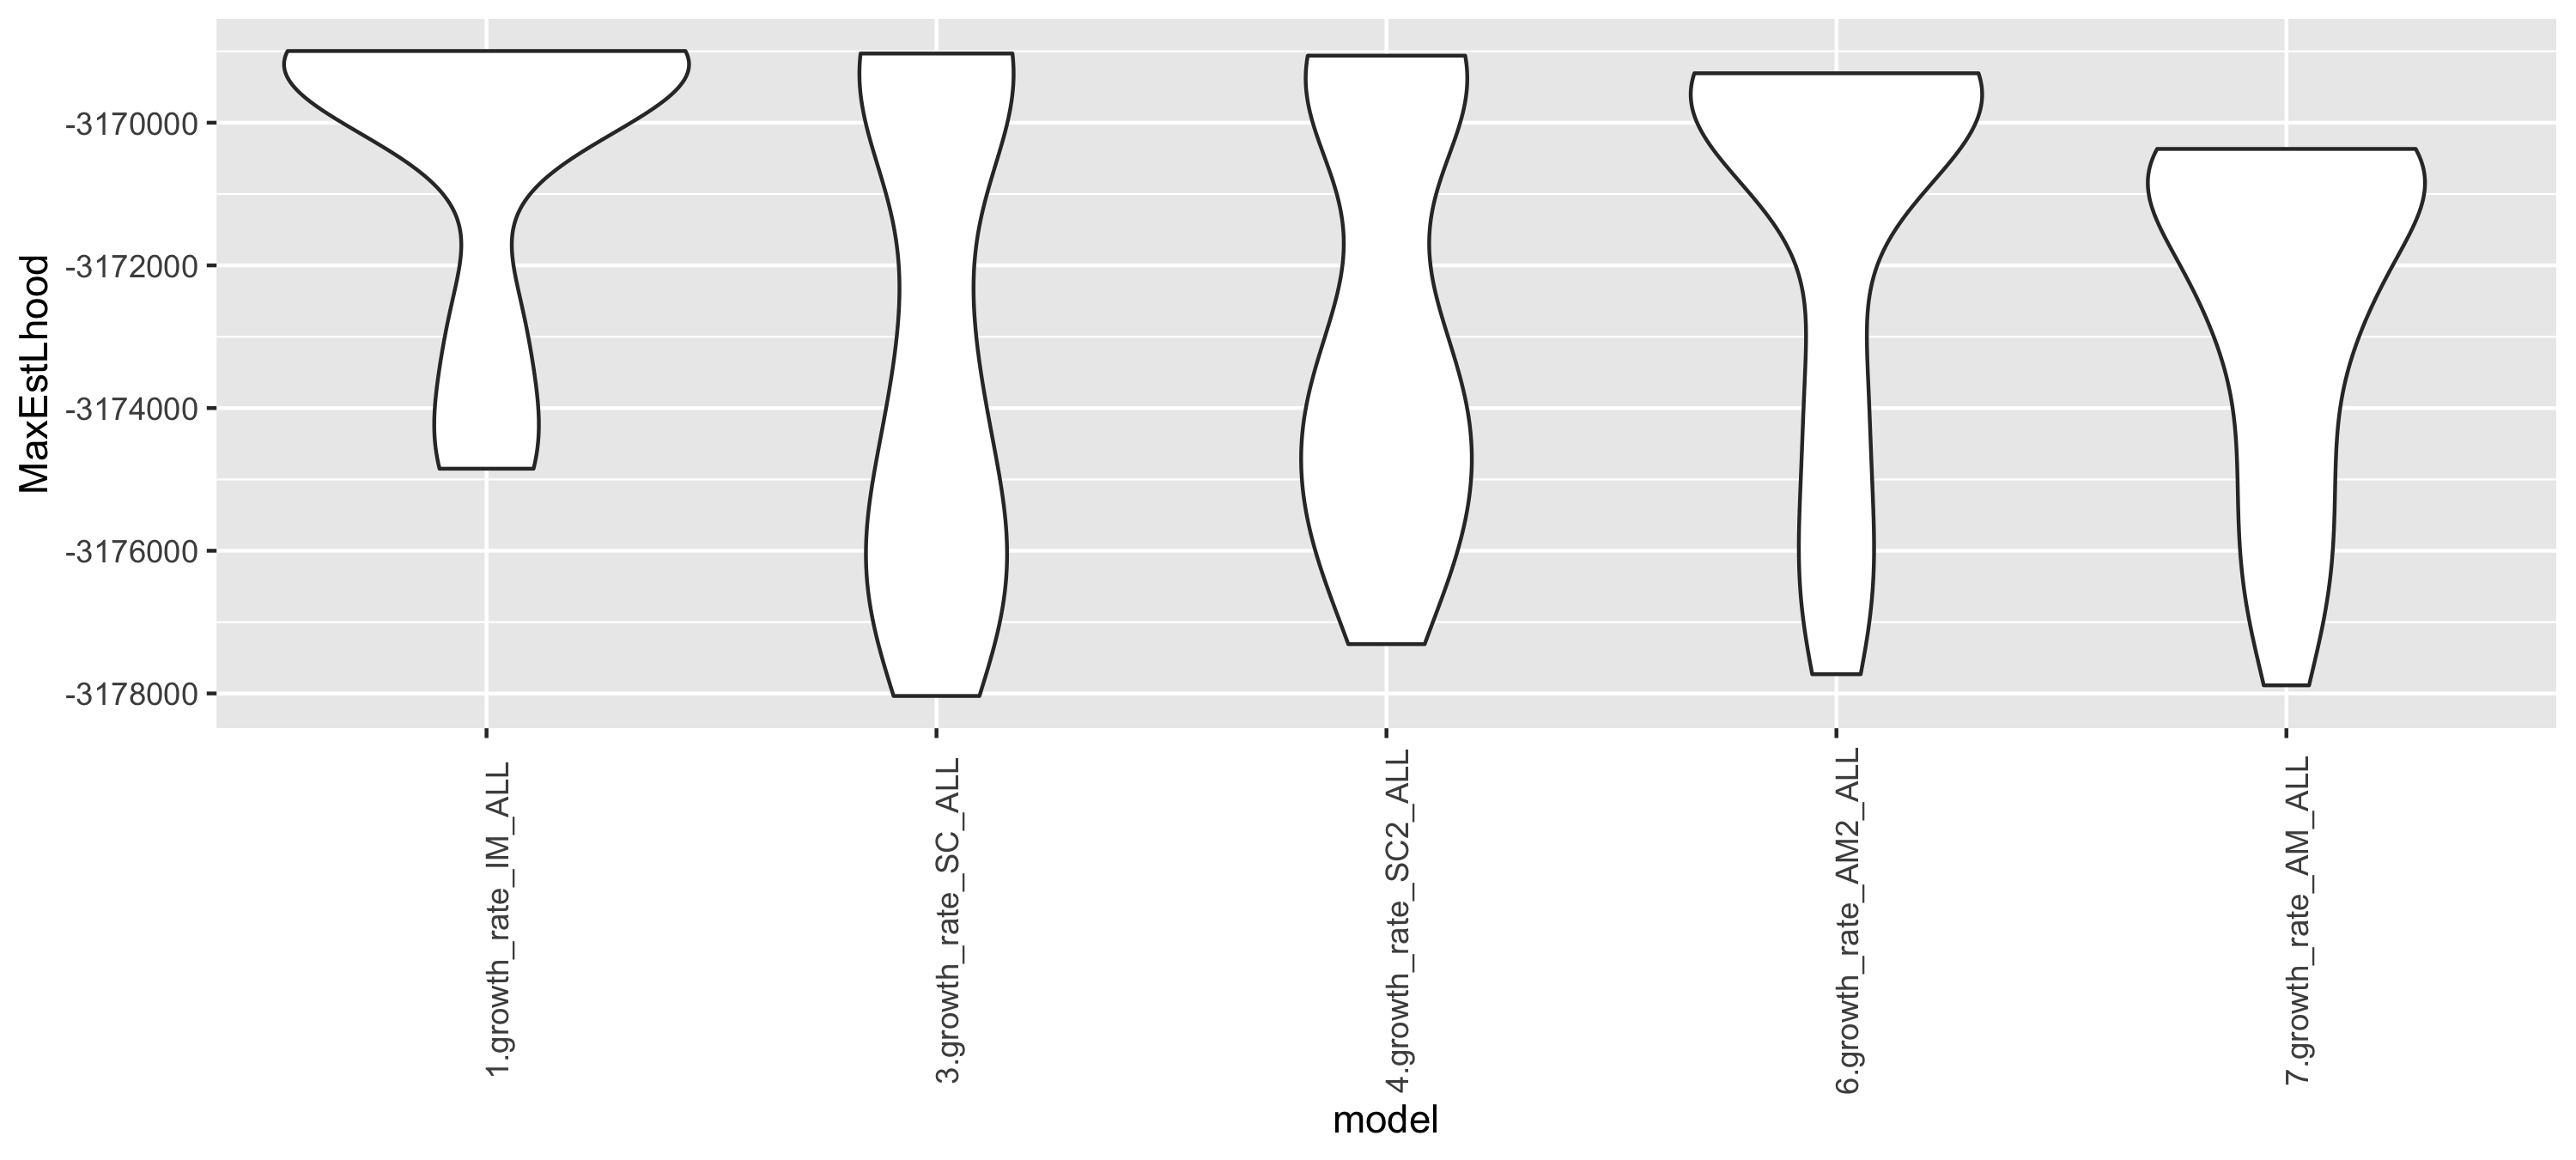 MaxEstLhood
-3170000
-3172000
-3174000
-3176000
-3178000
1.growth_rate_IM_ALL
3.growth_rate_SC_ALL
4.growth_rate_SC2_ALL
6.growth_rate_AM2_ALL
7.growth_rate_AM_ALL
model